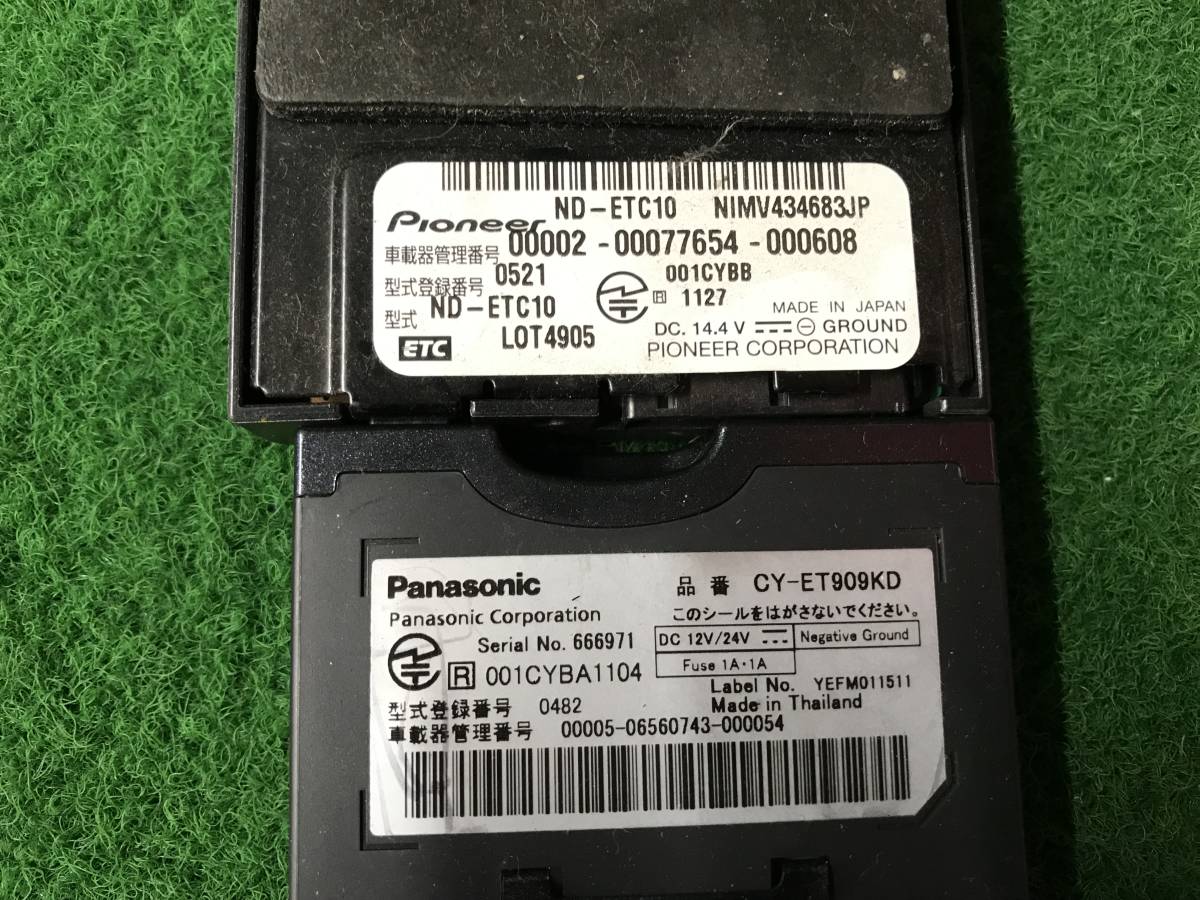 ND-ETC10 NIMV434683JP
Pioneer
車載器管理番号 00002-00077654-000608
型式登録番号 0521
001CYBB
R 1127
型式 ND-ETC10
MADE IN JAPAN
ETC LOT4905
DC. 14.4 V GROUND
PIONEER CORPORATION
Panasonic 品番 CY-ET909KD
Panasonic Corporation このシールをはがさないでください。
Serial No. 666971 DC 12V/24V Negative Ground
R 001CYBA1104 Fuse 1A・1A
Label No. YEFM011511
型式登録番号 0482 Made in Thailand
車載器管理番号 00005-06560743-000054